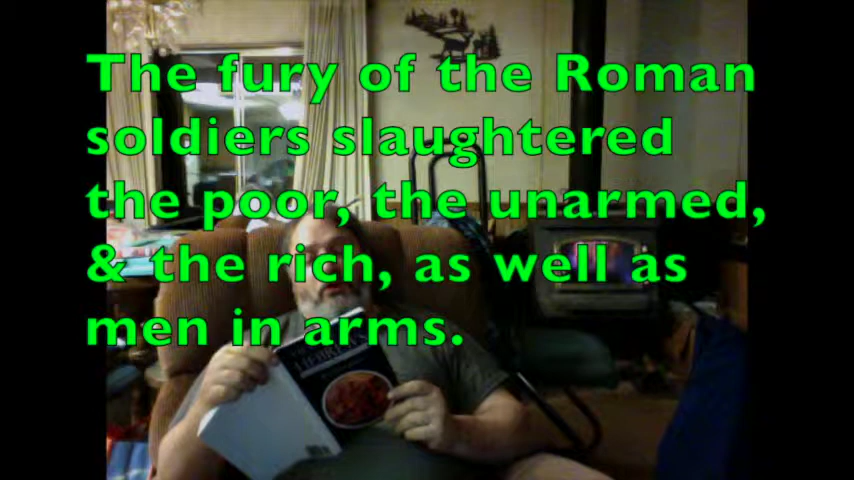 The fury of the Roman
soldiers slaughtered
the poor, the unarmed,
& the rich, as well as
men in arms.